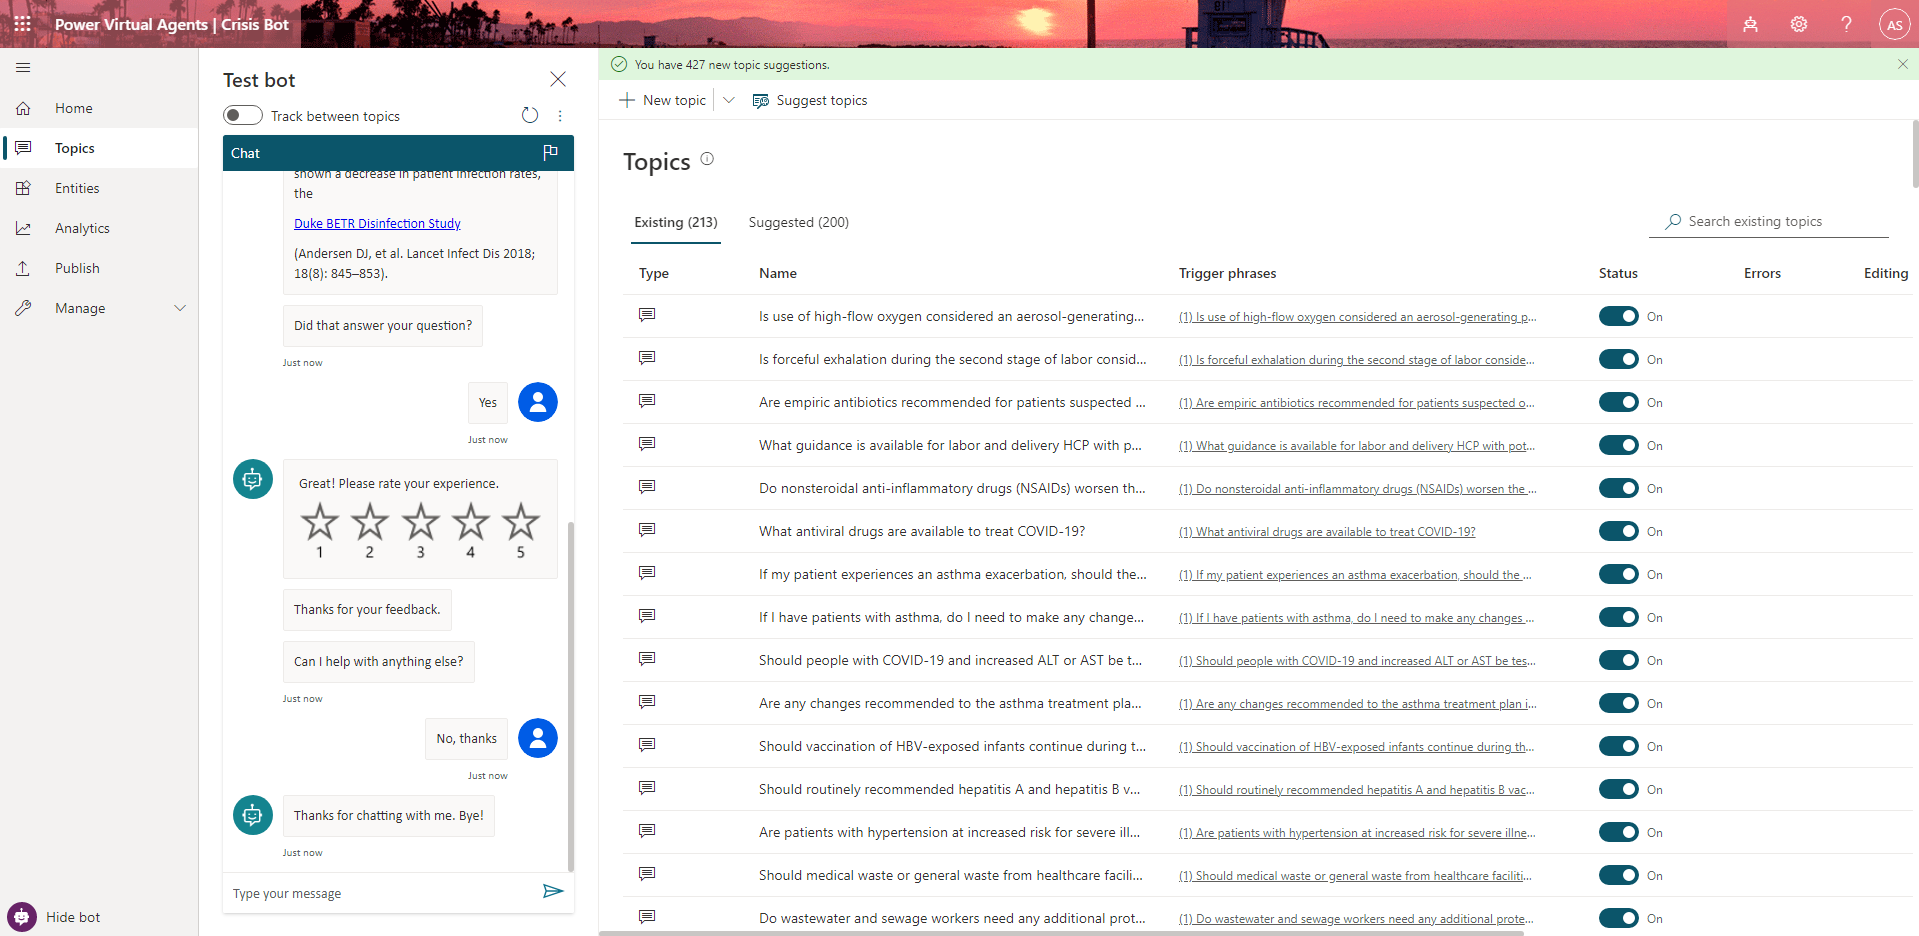 Power Virtual Agents | Crisis Bot
AS
You have 427 new topic suggestions.
Home
Topics
Entities
Analytics
Publish
Manage
Hide bot
Test bot
Track between topics
Chat
shown a decrease in patient infection rates,
the
Duke BETR Disinfection Study
(Andersen DJ, et al. Lancet Infect Dis 2018;
18(8): 845–853).
Did that answer your question?
Just now
Yes
Just now
Great! Please rate your experience.
1 2 3 4 5
Thanks for your feedback.
Can I help with anything else?
Just now
No, thanks
Just now
Thanks for chatting with me. Bye!
Just now
Type your message
New topic
Suggest topics
Topics
Existing (213) Suggested (200)
Search existing topics
Type Name Trigger phrases Status Errors Editing
Is use of high-flow oxygen considered an aerosol-generating... (1) Is use of high-flow oxygen considered an aerosol-generating p... On
Is forceful exhalation during the second stage of labor consid... (1) Is forceful exhalation during the second stage of labor conside... On
Are empiric antibiotics recommended for patients suspected ... (1) Are empiric antibiotics recommended for patients suspected o... On
What guidance is available for labor and delivery HCP with p... (1) What guidance is available for labor and delivery HCP with pot... On
Do nonsteroidal anti-inflammatory drugs (NSAIDs) worsen th... (1) Do nonsteroidal anti-inflammatory drugs (NSAIDs) worsen the ... On
What antiviral drugs are available to treat COVID-19? (1) What antiviral drugs are available to treat COVID-19? On
If my patient experiences an asthma exacerbation, should the... (1) If my patient experiences an asthma exacerbation, should the ... On
If I have patients with asthma, do I need to make any change... (1) If I have patients with asthma, do I need to make any changes ... On
Should people with COVID-19 and increased ALT or AST be t... (1) Should people with COVID-19 and increased ALT or AST be tes... On
Are any changes recommended to the asthma treatment pla... (1) Are any changes recommended to the asthma treatment plan i... On
Should vaccination of HBV-exposed infants continue during t... (1) Should vaccination of HBV-exposed infants continue during th... On
Should routinely recommended hepatitis A and hepatitis B v... (1) Should routinely recommended hepatitis A and hepatitis B vac... On
Are patients with hypertension at increased risk for severe ill... (1) Are patients with hypertension at increased risk for severe illne... On
Should medical waste or general waste from healthcare facili... (1) Should medical waste or general waste from healthcare faciliti... On
Do wastewater and sewage workers need any additional prot... (1) Do wastewater and sewage workers need any additional prote... On